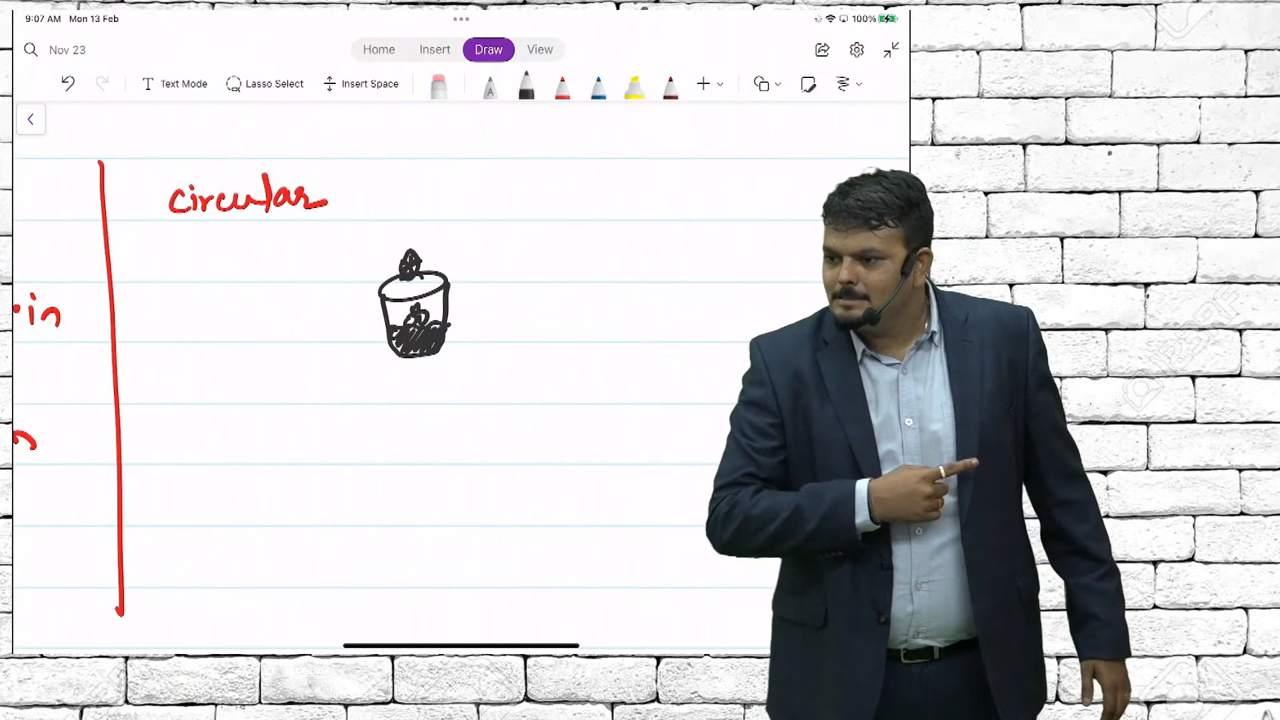 9:07 AM Mon 13 Feb
100%
Nov 23
Home Insert Draw View
Text Mode Lasso Select Insert Space
circular
in